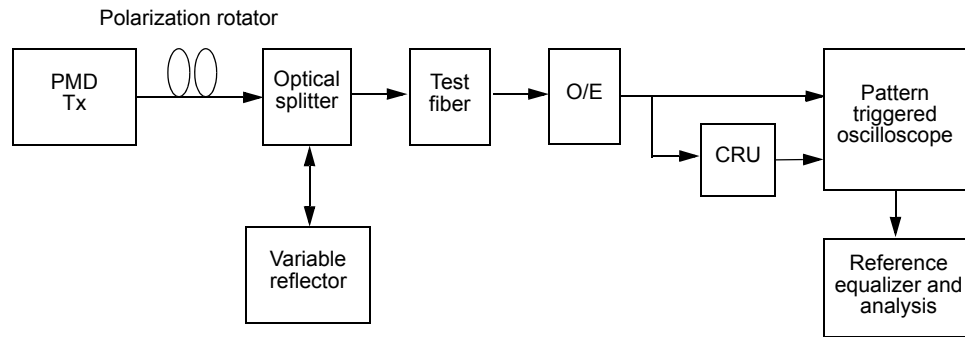 Polarization rotator
PMD
Tx
Optical
splitter
Test
fiber
O/E
Pattern
triggered
oscilloscope
CRU
Variable
reflector
Reference
equalizer and
analysis